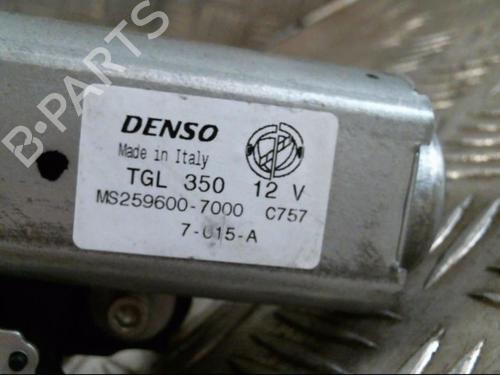 B-PARTS
DENSO
Made in Italy
TGL 350 12 V
MS259600-7000 C757
7-015-A